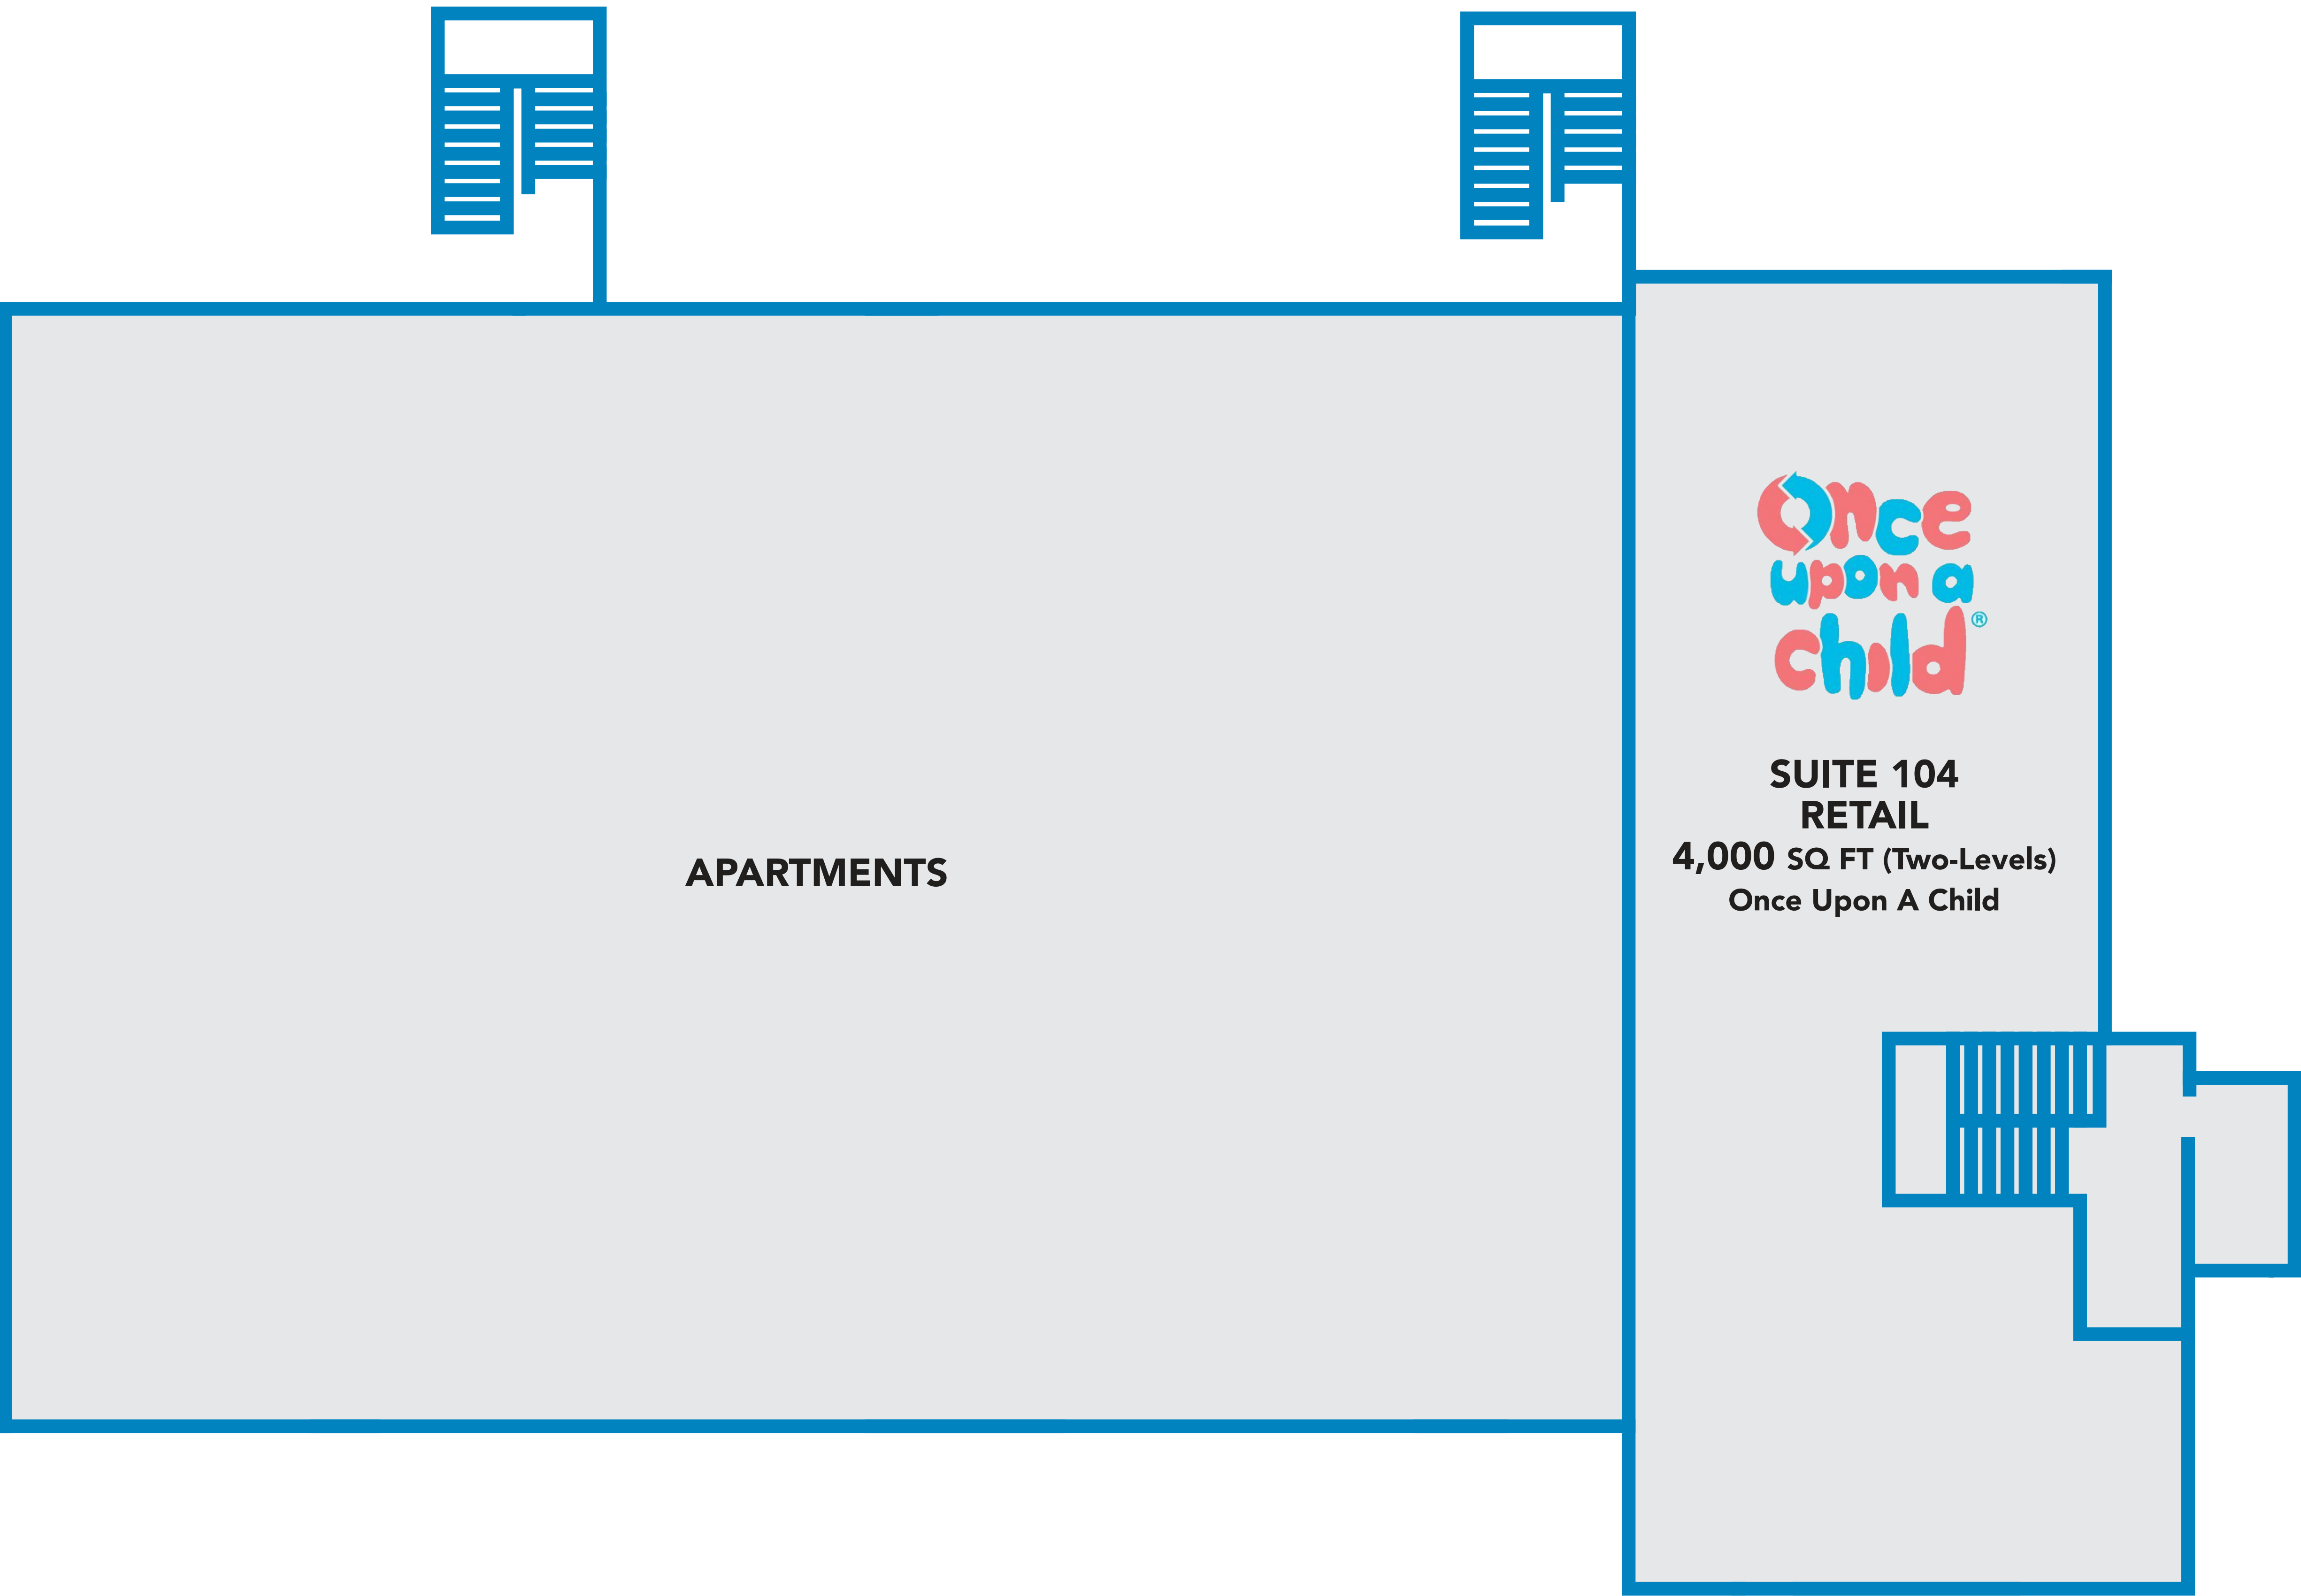 APARTMENTS
Once
upon a
child®
SUITE 104
RETAIL
4,000 SQ FT (Two-Levels)
Once Upon A Child